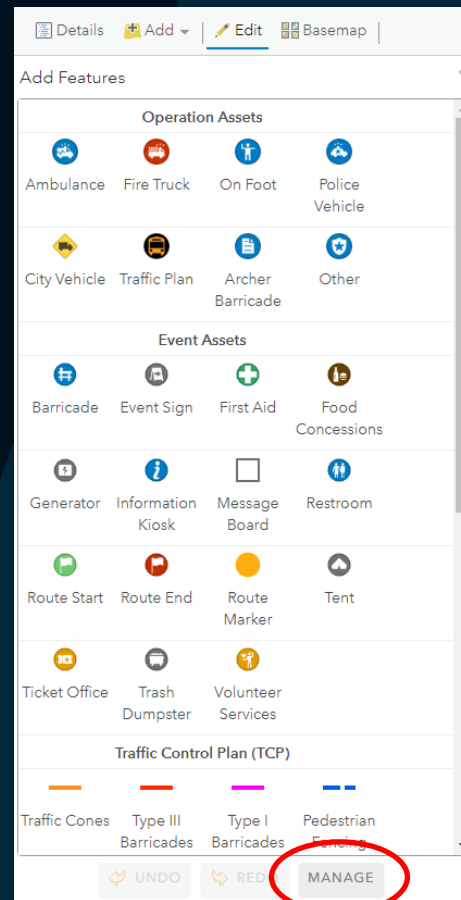 Details Add Edit Basemap
Add Features
Operation Assets
Ambulance Fire Truck On Foot Police Vehicle
City Vehicle Traffic Plan Archer Barricade Other
Event Assets
Barricade Event Sign First Aid Food Concessions
Generator Information Kiosk Message Board Restroom
Route Start Route End Route Marker Tent
Ticket Office Trash Dumpster Volunteer Services
Traffic Control Plan (TCP)
Traffic Cones Type III Barricades Type I Barricades Pedestrian Fencing
UNDO REDO MANAGE